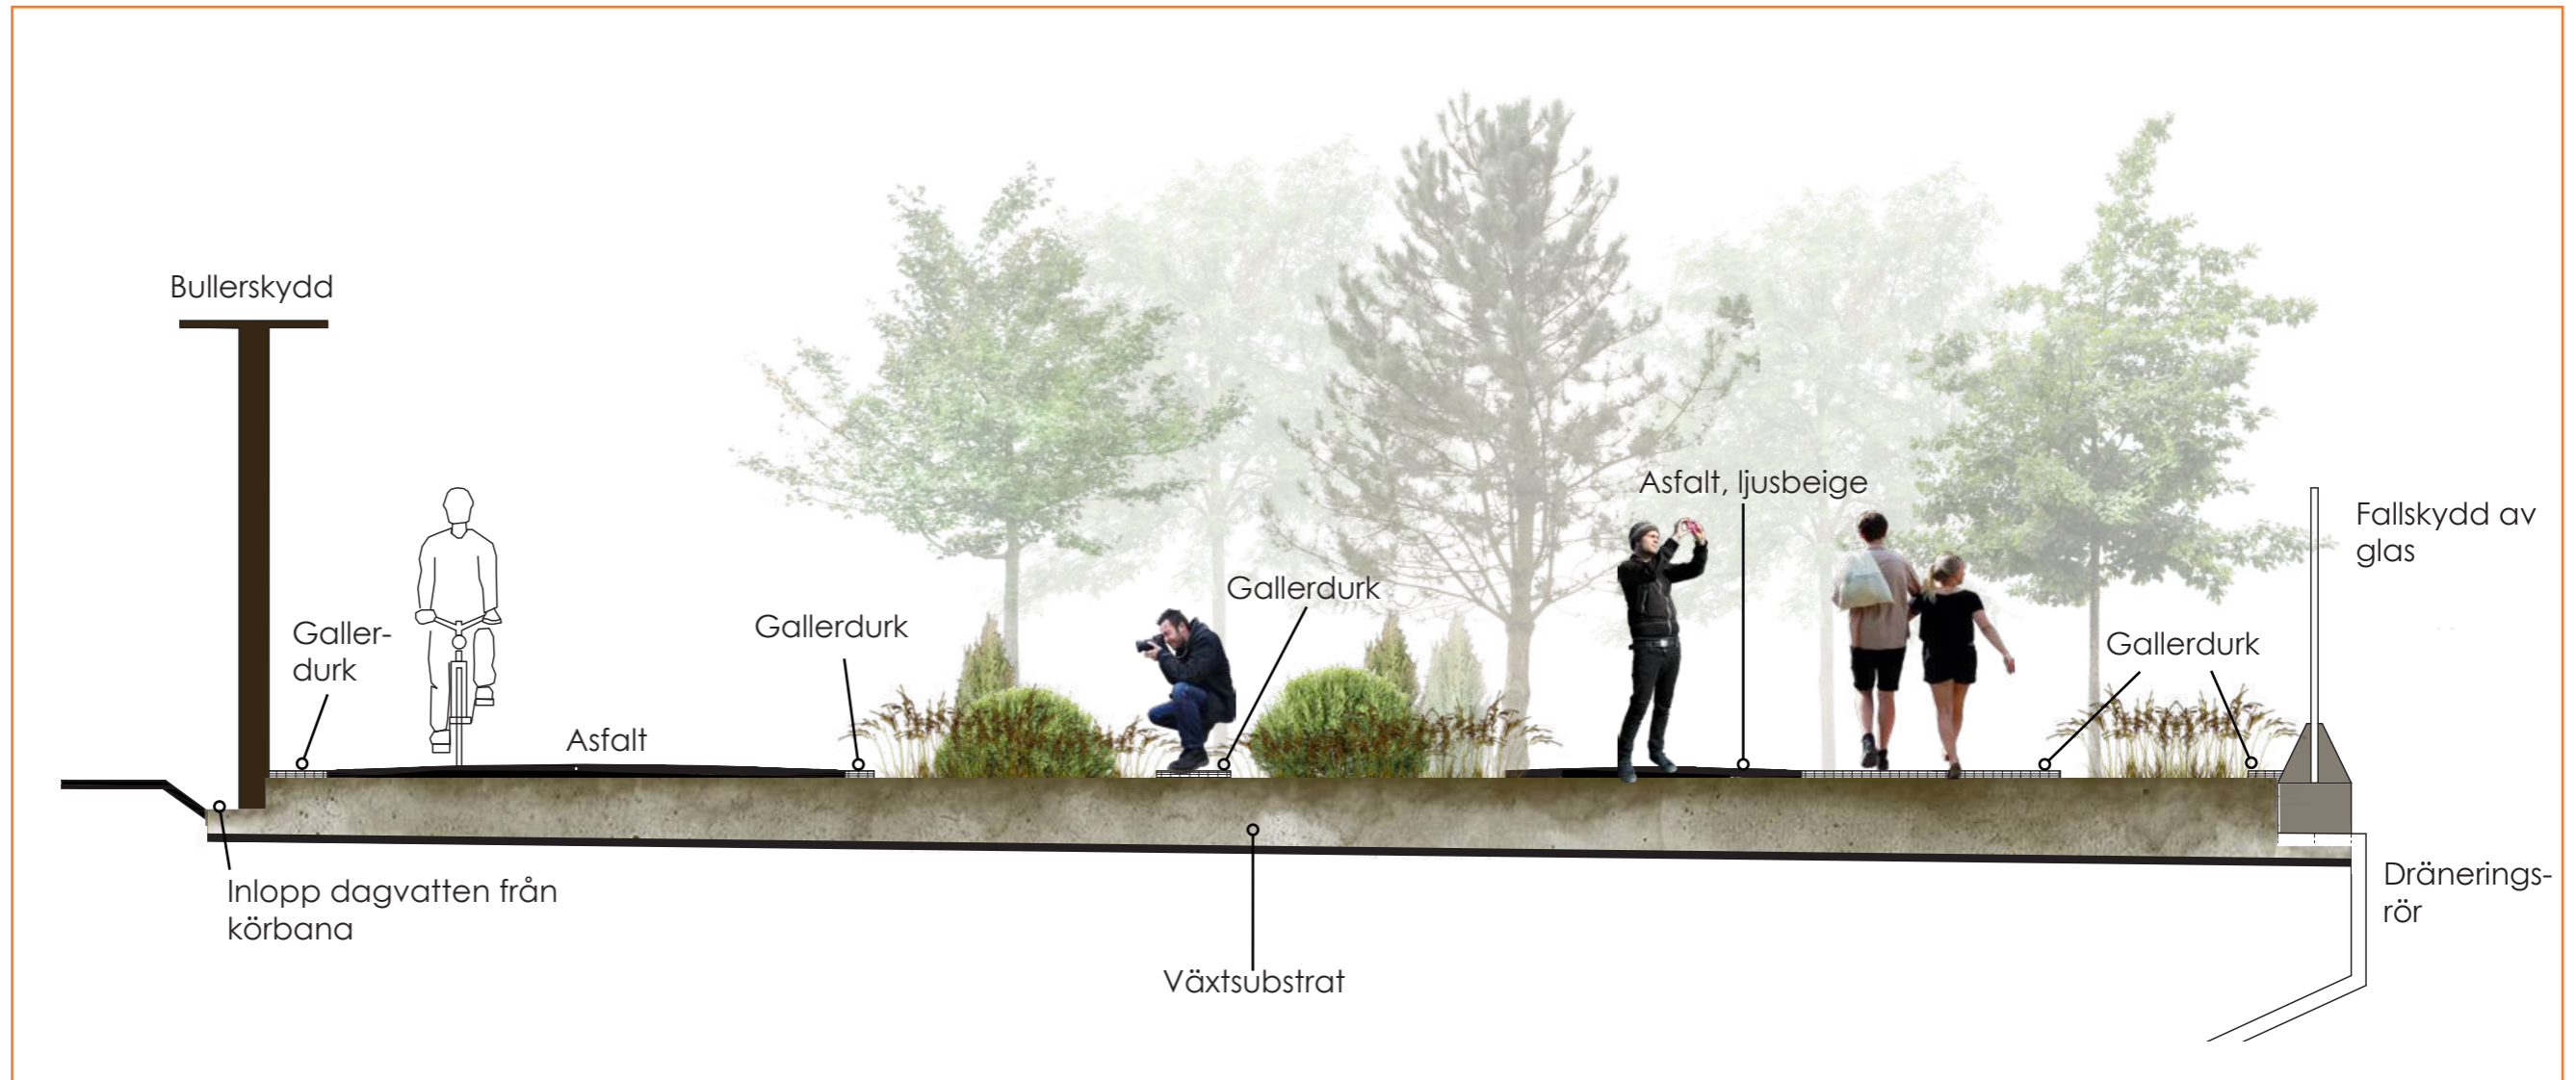 Bullerskydd
Galler-
durk
Asfalt
Gallerdurk
Gallerdurk
Asfalt, ljusbeige
Gallerdurk
Fallskydd av
glas
Inlopp dagvatten från
körbana
Växtsubstrat
Dränerings-
rör